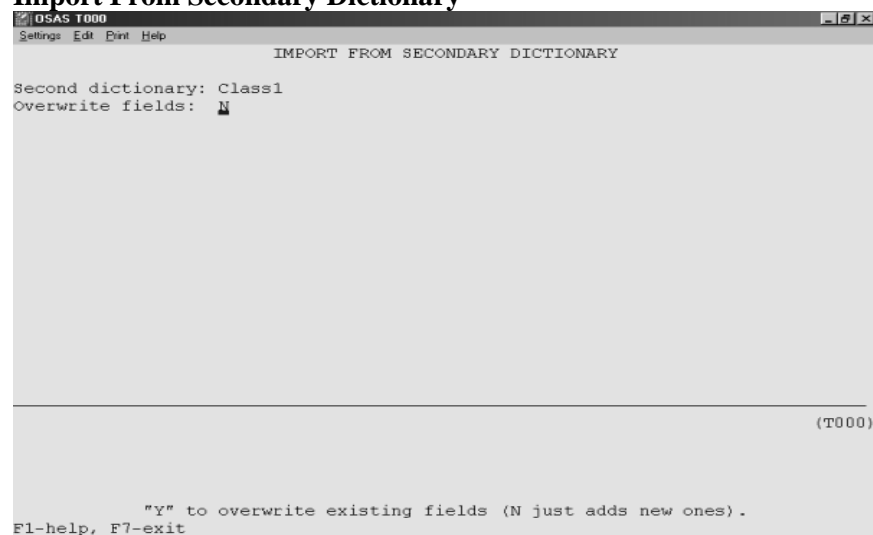 Import From Secondary Dictionary
OSAS T000
Settings Edit Print Help
IMPORT FROM SECONDARY DICTIONARY
Second dictionary: Class1
Overwrite fields: N
(T000)
"Y" to overwrite existing fields (N just adds new ones).
F1-help, F7-exit